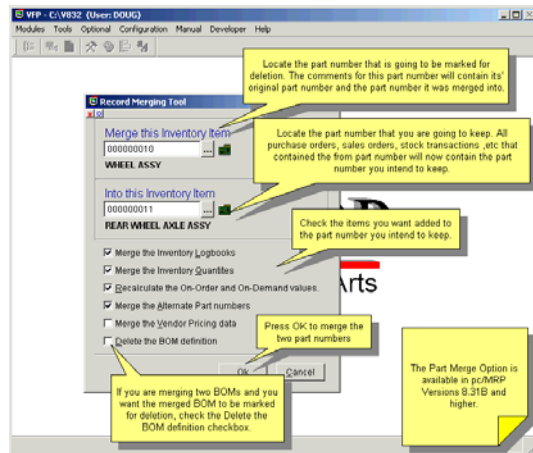 VFP - C:\V832 {User: DOUG}
Modules Tools Optional Configuration Manual Developer Help
Locate the part number that is going to be marked for
deletion. The comments for this part number will contain its'
original part number and the part number it was merged into.
Record Merging Tool
Merge this Inventory Item
000000010
...
WHEEL ASSY
Locate the part number that you are going to keep. All
purchase orders, sales orders, stock transactions ,etc that
contained the from part number will now contain the part
number you intend to keep.
Into this Inventory Item
000000011
...
REAR WHEEL AXLE ASSY
Check the items you want added to
the part number you intend to keep.
Merge the Inventory Logbooks
Merge the Inventory Quantites
Recalculate the On-Order and On-Demand values.
Merge the Alternate Part numbers
Merge the Vendor Pricing data
Delete the BOM definition
Arts
Press OK to merge the
two part numbers
Ok
Cancel
If you are merging two BOMs and you
want the merged BOM to be marked
for deletion, check the Delete the
BOM definition checkbox.
The Part Merge Option is
available in pc/MRP
Versions 8.31B and
higher.